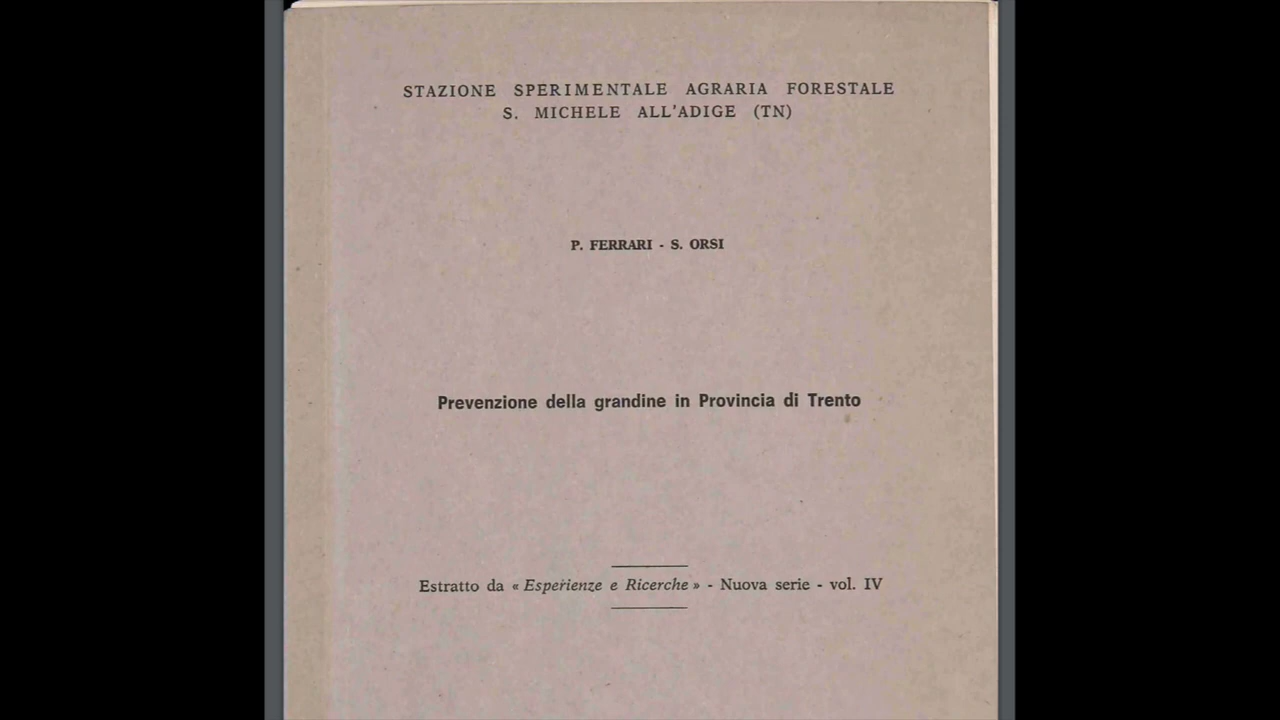 STAZIONE SPERIMENTALE AGRARIA FORESTALE
S. MICHELE ALL'ADIGE (TN)
P. FERRARI - S. ORSI
Prevenzione della grandine in Provincia di Trento
Estratto da « Esperienze e Ricerche » - Nuova serie - vol. IV